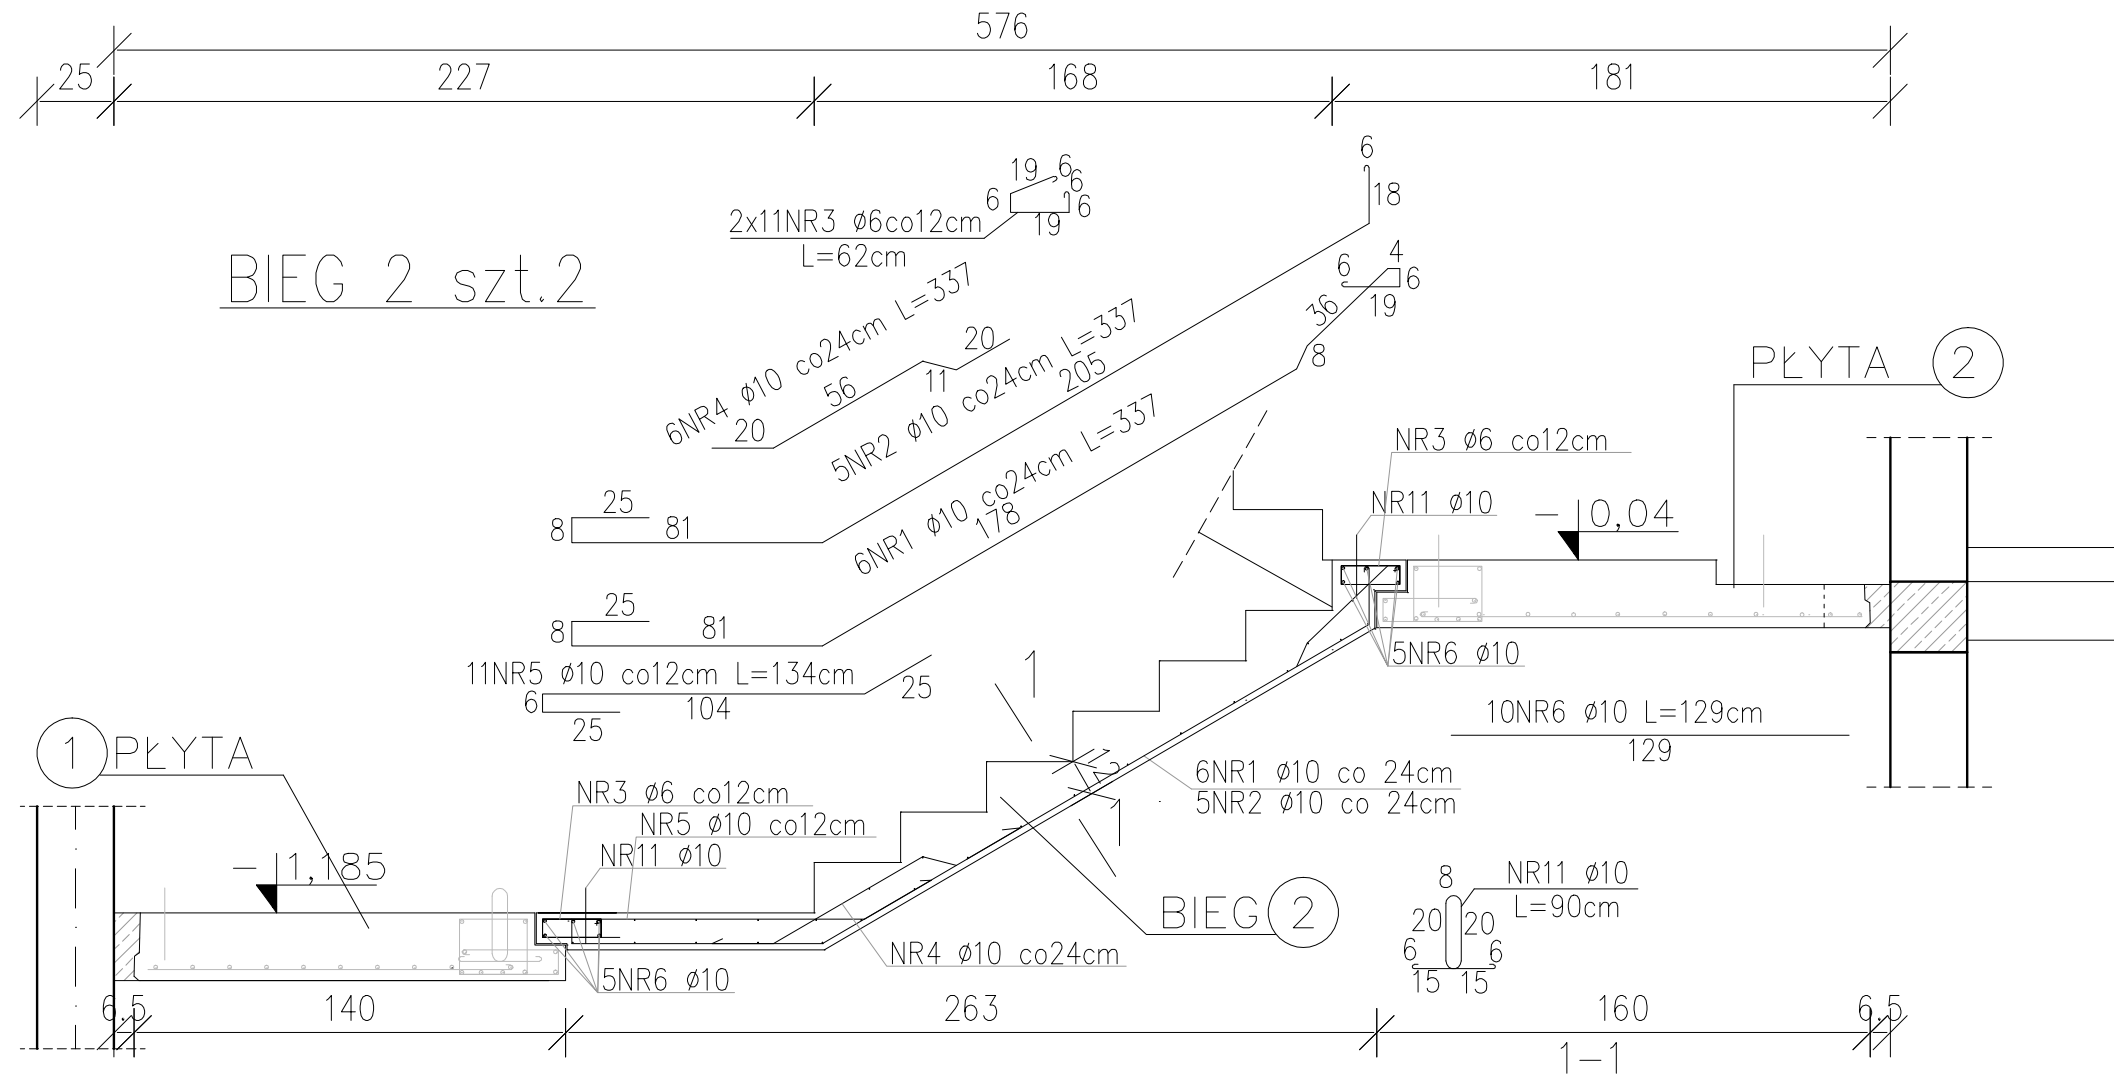 576
25
227
168
181
6
18
19
6
6
6
19
6
2x11NR3 ø6co12cm
L=62cm
BIEG 2 szt.2
6NR4 ø10 co24cm L=337
20
56
11
20
5NR2 ø10 co24cm L=337
205
25
8
81
6
4
6
19
36
8
6NR1 ø10 co24cm L=337
178
25
8
81
11NR5 ø10 co12cm L=134cm
6
25
104
25
PŁYTA 2
NR3 ø6 co12cm
NR11 ø10
-0,04
5NR6 ø10
10NR6 ø10 L=129cm
129
1
12
1
6NR1 ø10 co 24cm
5NR2 ø10 co 24cm
1 PŁYTA
NR3 ø6 co12cm
NR5 ø10 co12cm
NR11 ø10
-1,185
BIEG 2
NR4 ø10 co24cm
5NR6 ø10
8
NR11 ø10
L=90cm
20
20
6
6
15
15
6.5
140
263
160
6.5
1-1